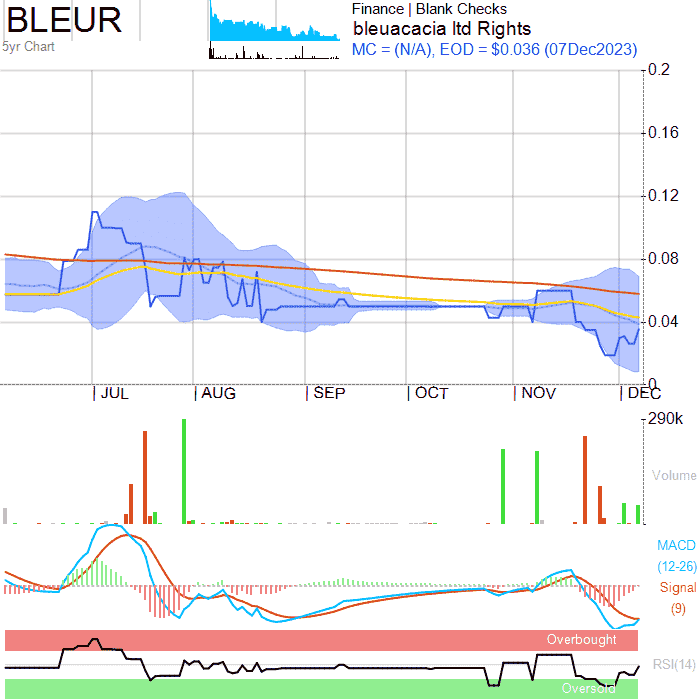 BLEUR
5yr Chart
Finance | Blank Checks
bleuacacia ltd Rights
MC = (N/A), EOD = $0.036 (07Dec2023)
0.2
0.16
0.12
0.08
0.04
0
JUL AUG SEP OCT NOV DEC
290k
Volume
MACD
(12-26)
Signal
(9)
Overbought
RSI(14)
Oversold